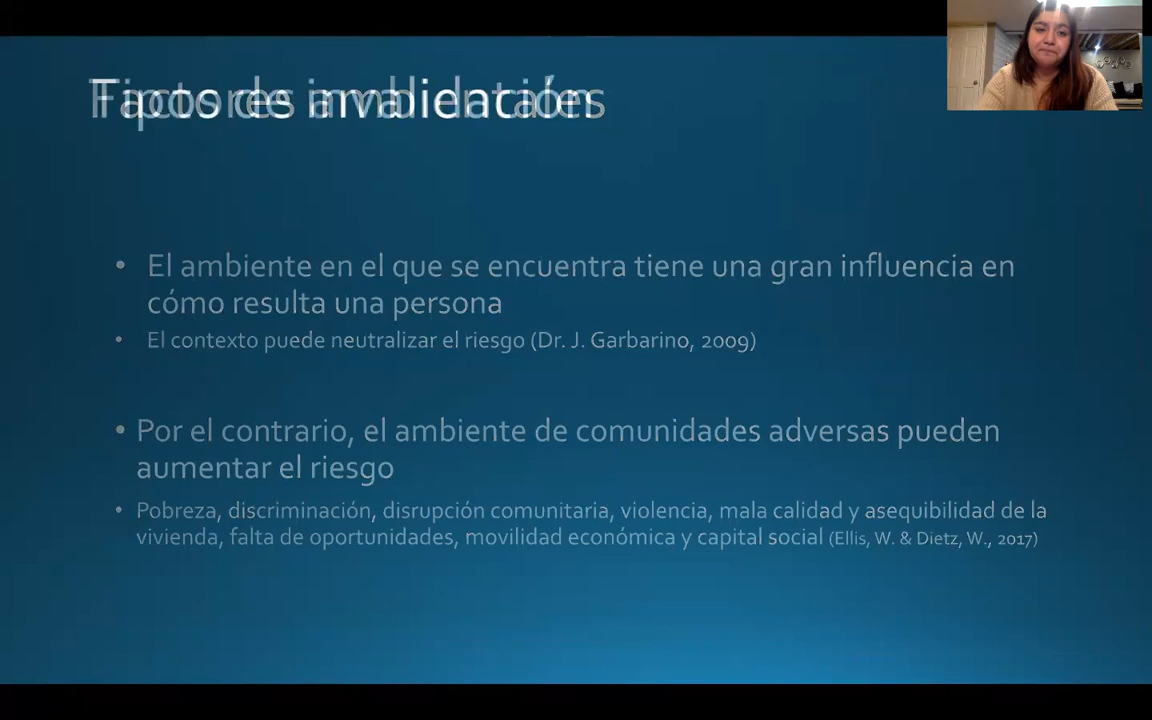 • El ambiente en el que se encuentra tiene una gran influencia en
cómo resulta una persona
• El contexto puede neutralizar el riesgo (Dr. J. Garbarino, 2009)
• Por el contrario, el ambiente de comunidades adversas pueden
aumentar el riesgo
• Pobreza, discriminación, disrupción comunitaria, violencia, mala calidad y asequibilidad de la
vivienda, falta de oportunidades, movilidad económica y capital social (Ellis, W. & Dietz, W., 2017)